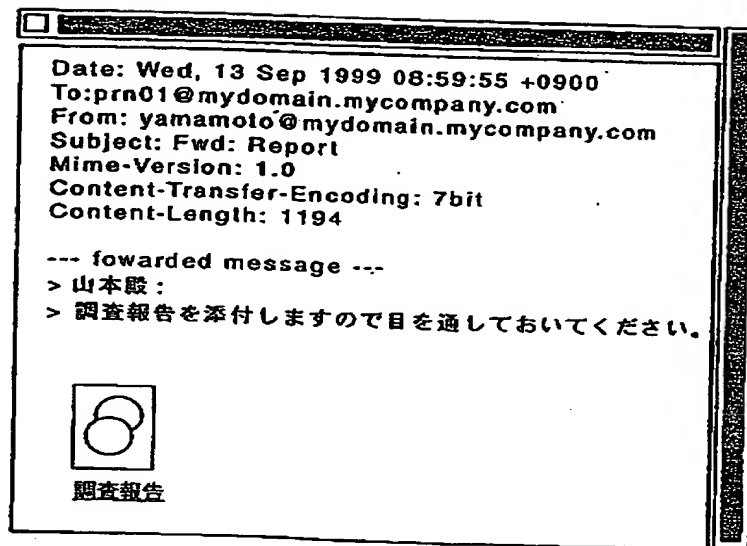 Date: Wed, 13 Sep 1999 08:59:55 +0900
To:prn01@mydomain.mycompany.com
From: yamamoto@mydomain.mycompany.com
Subject: Fwd: Report
Mime-Version: 1.0
Content-Transfer-Encoding: 7bit
Content-Length: 1194
--- fowarded message ---
> 山本殿：
> 調査報告を添付しますので目を通しておいてください。
調査報告